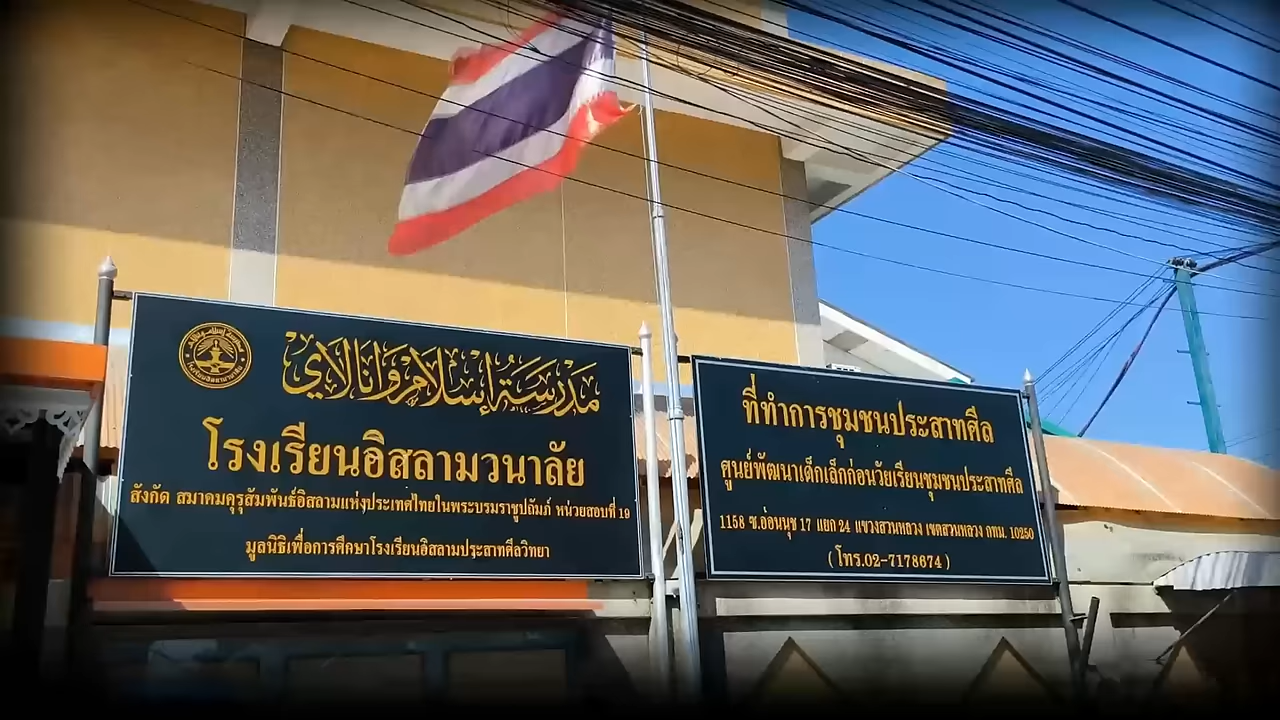 مَدْرَسَةُ إِسْلَامِ وَانَالَايْ
โรงเรียนอิสลามวนาลัย
สังกัด สมาคมคุรุสัมพันธ์อิสลามแห่งประเทศไทยในพระบรมราชูปถัมภ์ หน่วยสอบที่ 19
มูลนิธิเพื่อการศึกษาโรงเรียนอิสลามประสาทศีลวิทยา
ที่ทำการชุมชนประสาทศีล
ศูนย์พัฒนาเด็กเล็กก่อนวัยเรียนชุมชนประสาทศีล
1158 ซ.อ่อนนุช 17 แยก 24 แขวงสวนหลวง เขตสวนหลวง กทม. 10250
( โทร.02-7178674 )